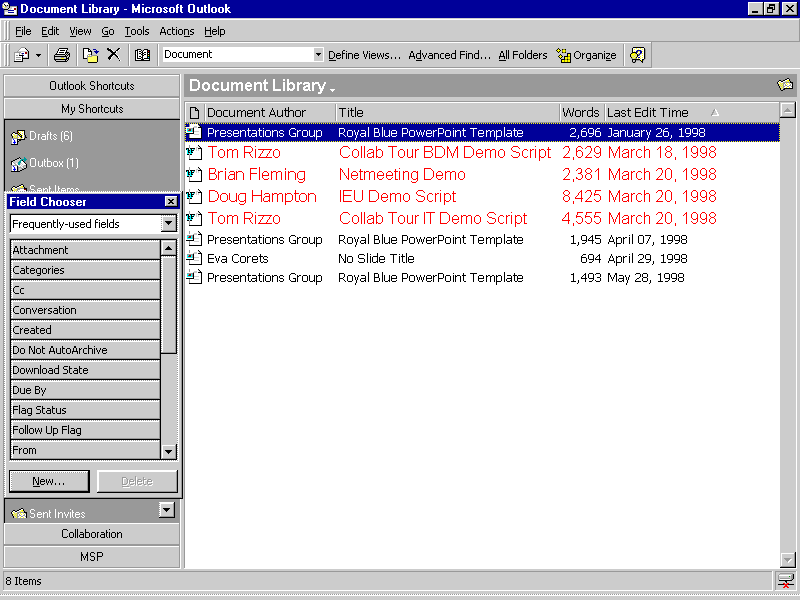 Document Library - Microsoft Outlook
File Edit View Go Tools Actions Help
Document Define Views... Advanced Find... All Folders Organize
Outlook Shortcuts
My Shortcuts
Drafts (6)
Outbox (1)
Sent Items
Field Chooser
Frequently-used fields
Attachment
Categories
Cc
Conversation
Created
Do Not AutoArchive
Download State
Due By
Flag Status
Follow Up Flag
From
New... Delete
Sent Invites
Collaboration
MSP
Document Library
Document Author Title Words Last Edit Time
Presentations Group Royal Blue PowerPoint Template 2,696 January 26, 1998
Tom Rizzo Collab Tour BDM Demo Script 2,629 March 18, 1998
Brian Fleming Netmeeting Demo 2,381 March 20, 1998
Doug Hampton IEU Demo Script 8,425 March 20, 1998
Tom Rizzo Collab Tour IT Demo Script 4,555 March 20, 1998
Presentations Group Royal Blue PowerPoint Template 1,945 April 07, 1998
Eva Corets No Slide Title 694 April 29, 1998
Presentations Group Royal Blue PowerPoint Template 1,493 May 28, 1998
8 Items